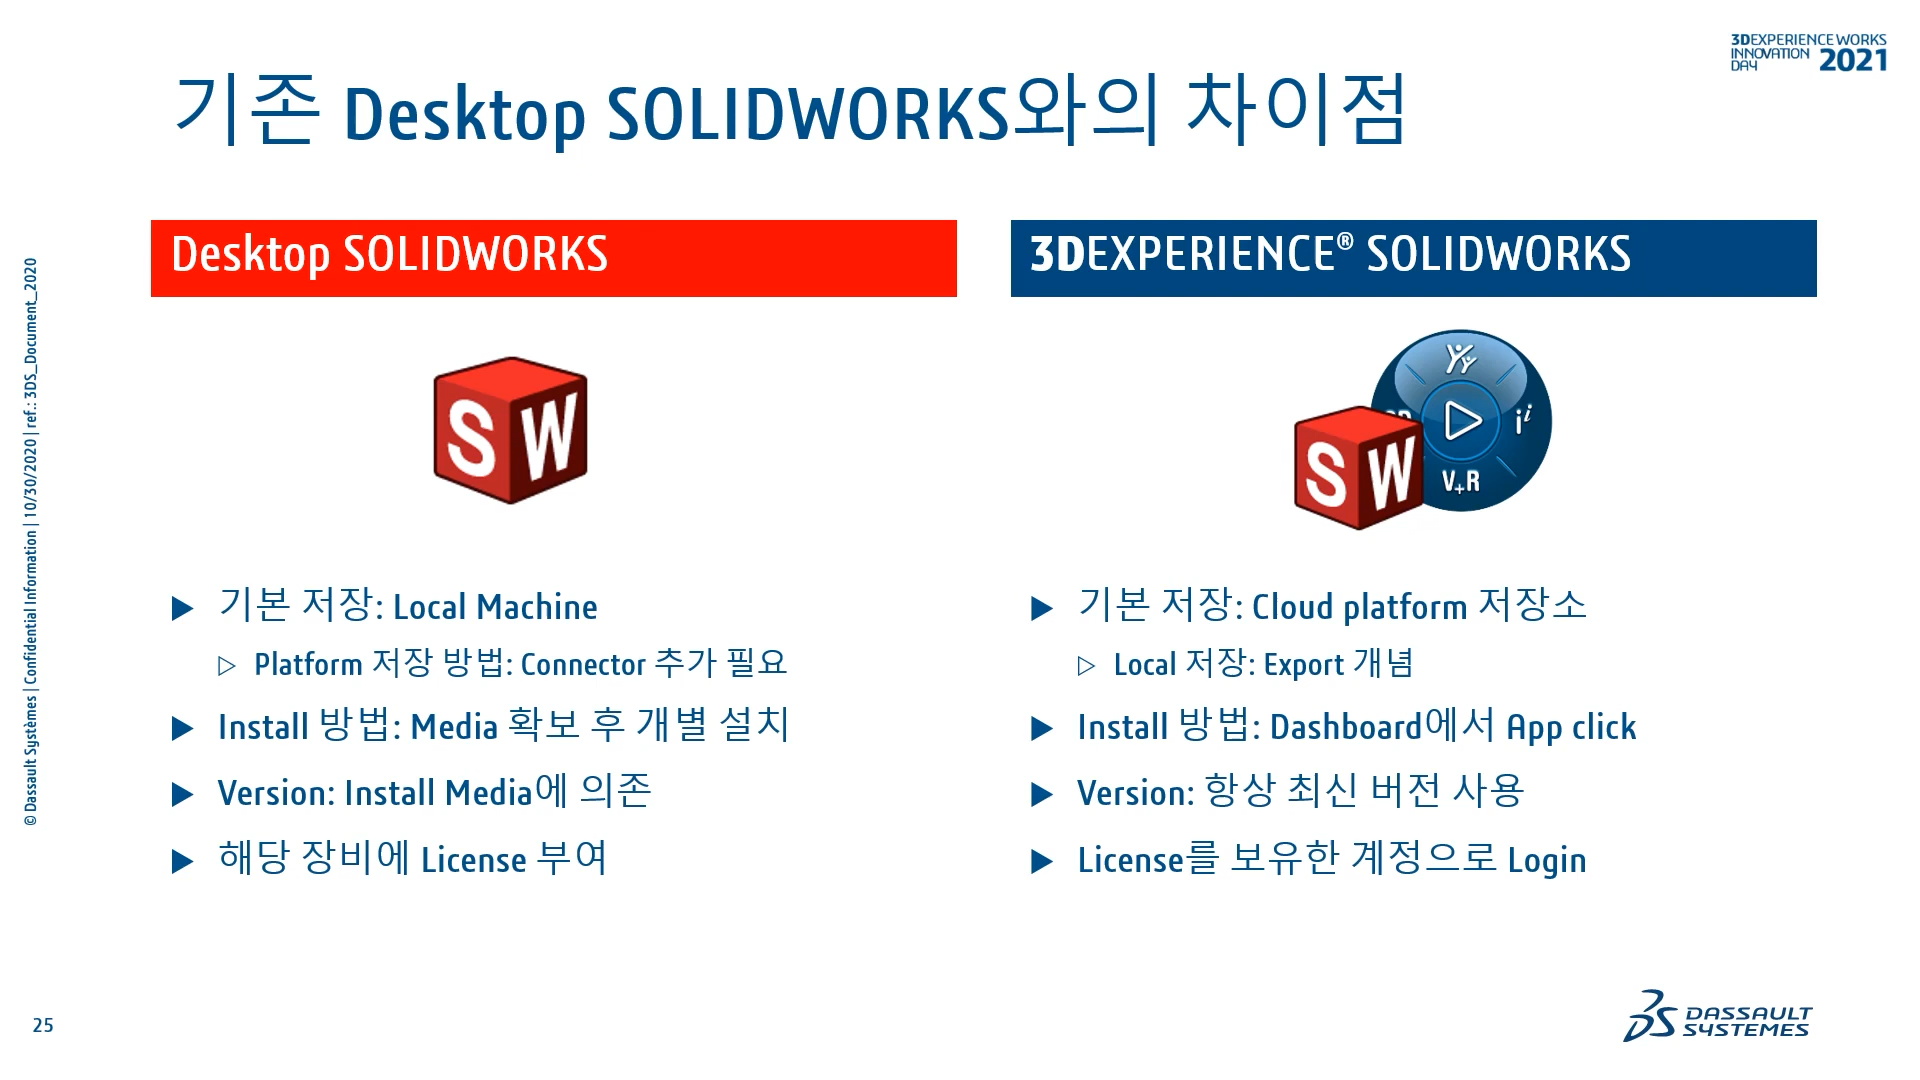 3DEXPERIENCE WORKS
INNOVATION
DAY 2021
기존 Desktop SOLIDWORKS와의 차이점
Desktop SOLIDWORKS
S W
▶ 기본 저장: Local Machine
▷ Platform 저장 방법: Connector 추가 필요
▶ Install 방법: Media 확보 후 개별 설치
▶ Version: Install Media에 의존
▶ 해당 장비에 License 부여
3DEXPERIENCE® SOLIDWORKS
S W
3D
i i
V+R
▶ 기본 저장: Cloud platform 저장소
▷ Local 저장: Export 개념
▶ Install 방법: Dashboard에서 App click
▶ Version: 항상 최신 버전 사용
▶ License를 보유한 계정으로 Login
© Dassault Systèmes | Confidential Information | 10/30/2020 | ref.: 3DS_Document_2020
25
3DS DASSAULT
SYSTEMES